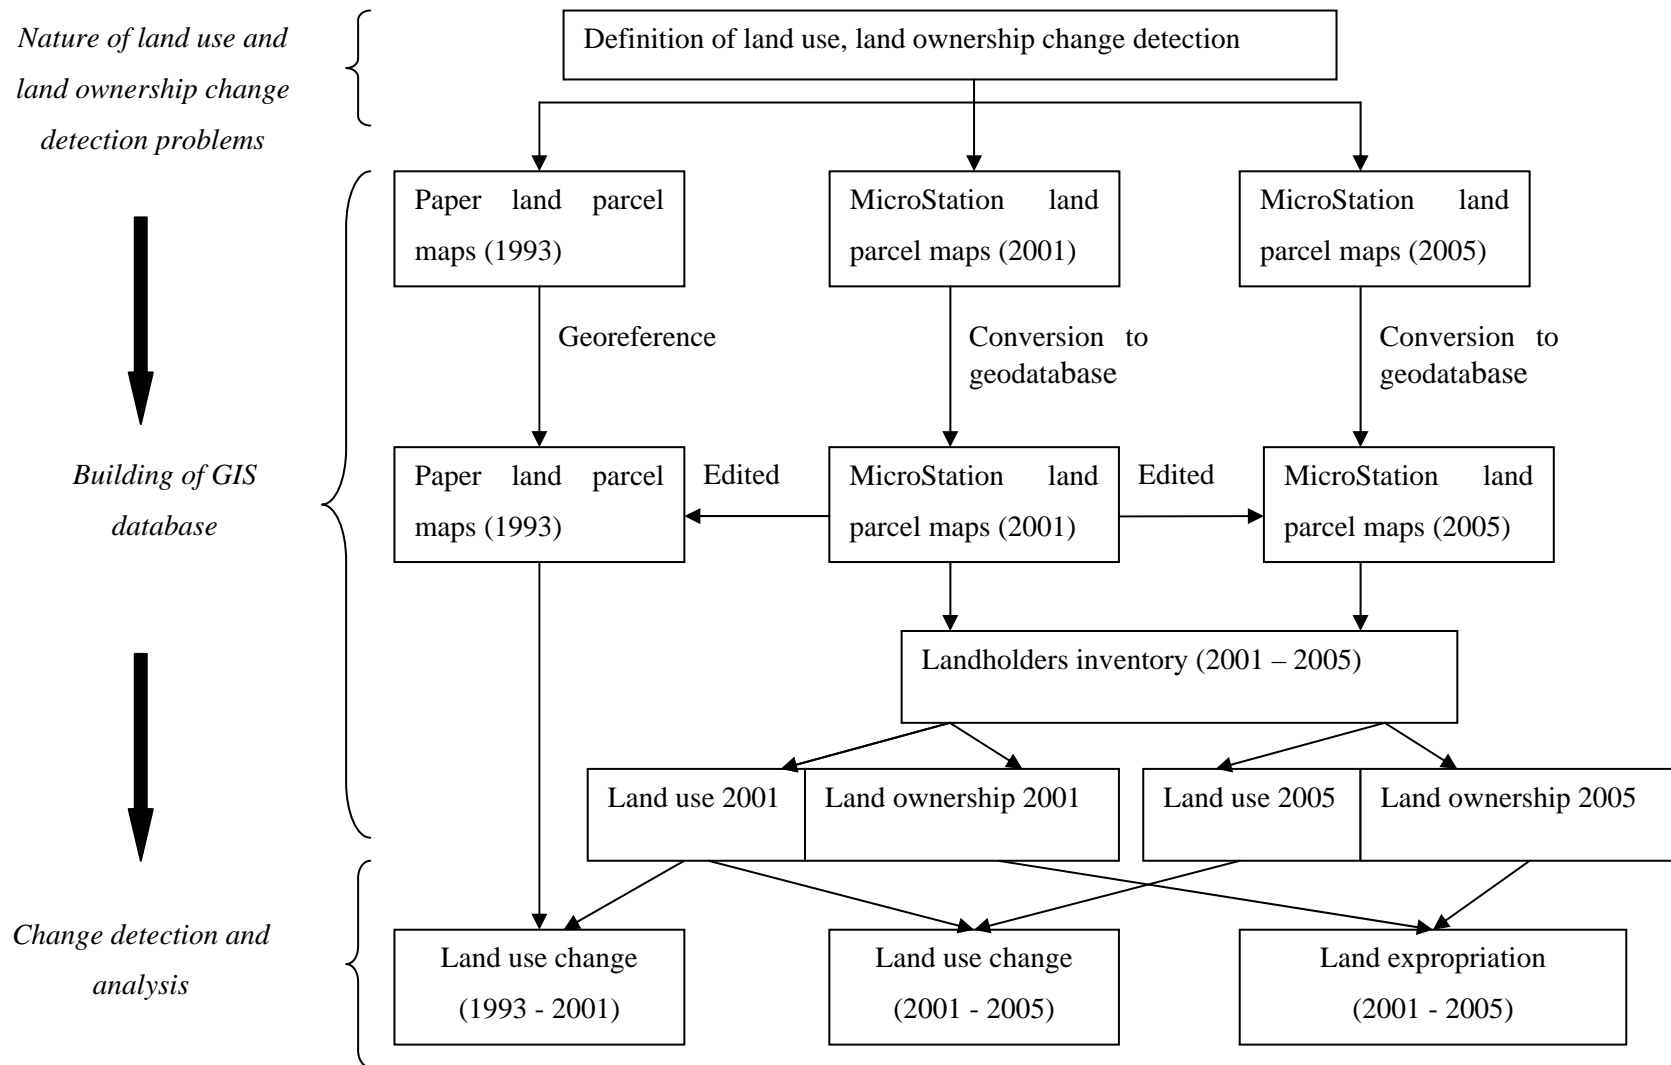 Nature of land use and
land ownership change
detection problems
Definition of land use, land ownership change detection
Paper land parcel
maps (1993)
MicroStation land
parcel maps (2001)
MicroStation land
parcel maps (2005)
Georeference
Conversion to
geodatabase
Conversion to
geodatabase
Building of GIS
database
Paper land parcel
maps (1993)
Edited
MicroStation land
parcel maps (2001)
Edited
MicroStation land
parcel maps (2005)
Landholders inventory (2001 – 2005)
Land use 2001
Land ownership 2001
Land use 2005
Land ownership 2005
Change detection and
analysis
Land use change
(1993 - 2001)
Land use change
(2001 - 2005)
Land expropriation
(2001 - 2005)